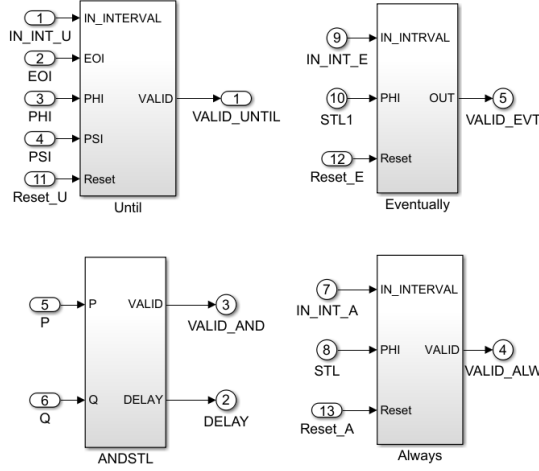 1
IN_INT_U
IN_INTERVAL
2
EOI
EOI
3
PHI
PHI
VALID
1
VALID_UNTIL
4
PSI
PSI
11
Reset_U
Reset
Until
9
IN_INT_E
IN_INTRVAL
10
STL1
PHI
OUT
5
VALID_EVT
12
Reset_E
Reset
Eventually
5
P
P
VALID
3
VALID_AND
6
Q
Q
DELAY
2
DELAY
ANDSTL
7
IN_INT_A
IN_INTERVAL
8
STL
PHI
VALID
4
VALID_ALW
13
Reset_A
Reset
Always